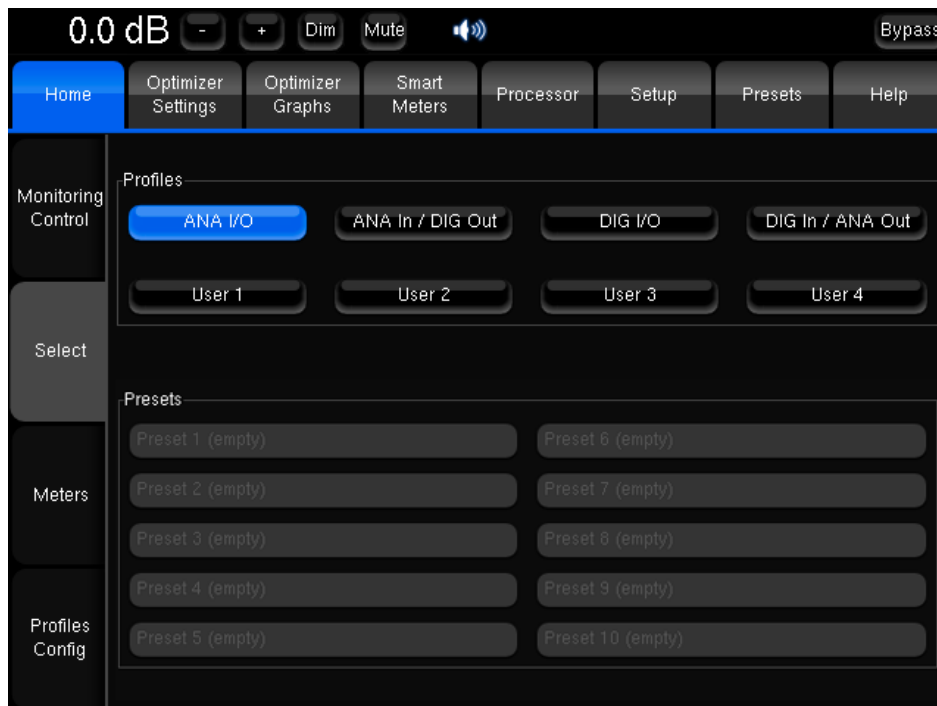 0.0 dB - + Dim Mute Bypass
Home Optimizer Settings Optimizer Graphs Smart Meters Processor Setup Presets Help
Monitoring Control
Profiles
ANA I/O ANA In / DIG Out DIG I/O DIG In / ANA Out
User 1 User 2 User 3 User 4
Select
Presets
Preset 1 (empty) Preset 6 (empty)
Preset 2 (empty) Preset 7 (empty)
Meters
Preset 3 (empty) Preset 8 (empty)
Preset 4 (empty) Preset 9 (empty)
Profiles Config
Preset 5 (empty) Preset 10 (empty)